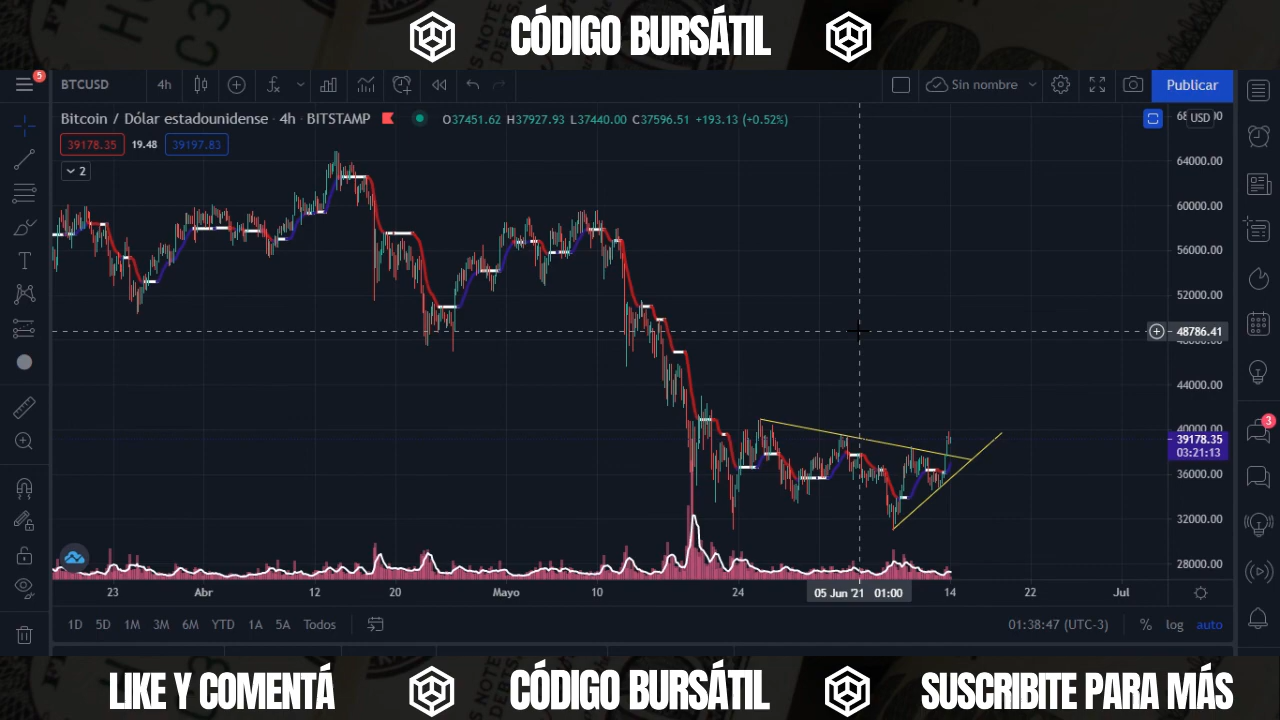 CÓDIGO BURSÁTIL
5
BTCUSD
4h
Sin nombre
Publicar
Bitcoin / Dólar estadounidense · 4h · BITSTAMP
O37451.62 H37927.93 L37440.00 C37596.51 +193.13 (+0.52%)
USD
39178.35
19.48
39197.83
2
64000.00
60000.00
56000.00
52000.00
48786.41
44000.00
40000.00
39178.35
03:21:13
36000.00
32000.00
28000.00
3
23
Abr
12
20
Mayo
10
24
05 Jun '21 01:00
14
22
Jul
1D 5D 1M 3M 6M YTD 1A 5A Todos
01:38:47 (UTC-3)
% log auto
LIKE Y COMENTÁ
CÓDIGO BURSÁTIL
SUSCRIBITE PARA MÁS